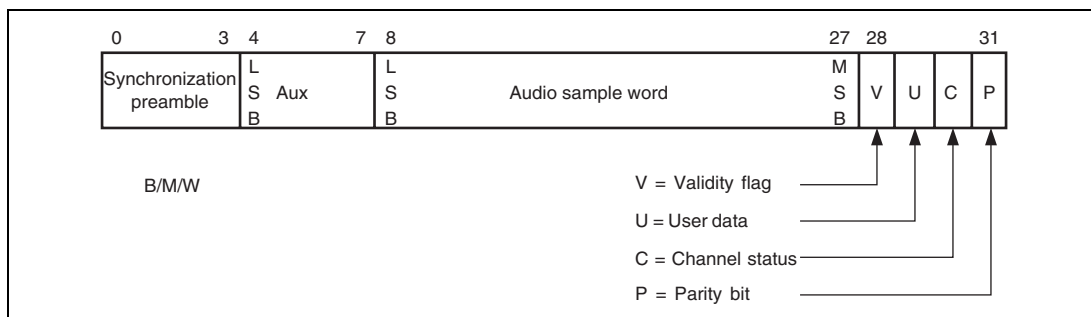 0 3 4 7 8 27 28 31
Synchronization
preamble
L
S
B
Aux
L
S
B
Audio sample word
M
S
B
V U C P
B/M/W
V = Validity flag
U = User data
C = Channel status
P = Parity bit